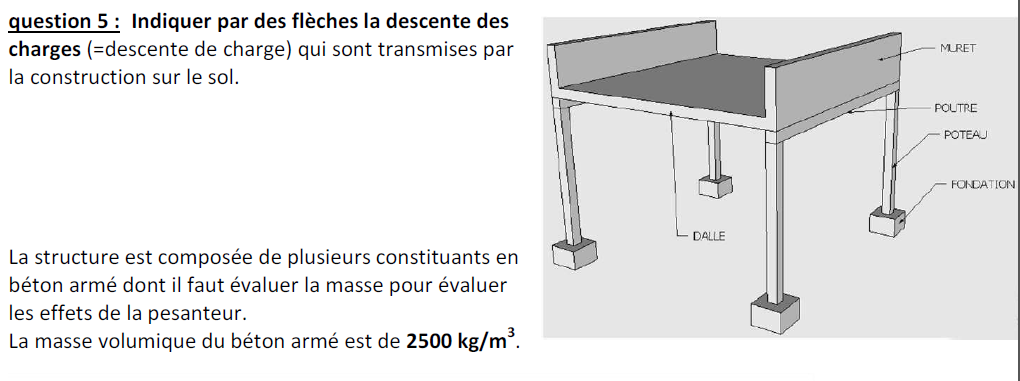 question 5 : Indiquer par des flèches la descente des
charges (=descente de charge) qui sont transmises par
la construction sur le sol.
MURET
POUTRE
POTEAU
FONDATION
DALLE
La structure est composée de plusieurs constituants en
béton armé dont il faut évaluer la masse pour évaluer
les effets de la pesanteur.
La masse volumique du béton armé est de 2500 kg/m³.